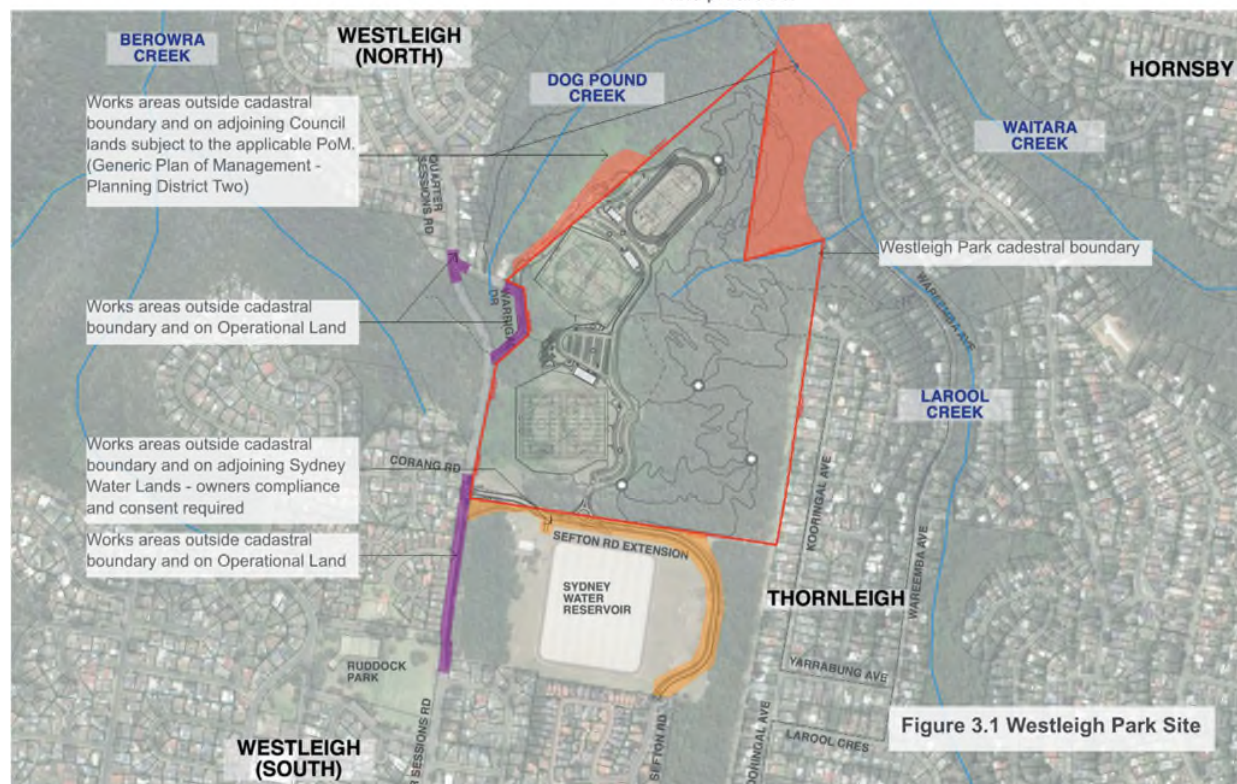 BEROWRA
CREEK
WESTLEIGH
(NORTH)
DOG POUND
CREEK
HORNSBY
WAITARA
CREEK
Works areas outside cadastral
boundary and on adjoining Council
lands subject to the applicable PoM.
(Generic Plan of Management -
Planning District Two)
QUARTER
SESSIONS RD
Westleigh Park cadestral boundary
Works areas outside cadastral
boundary and on Operational Land
DR
WAREEMBA AVE
LAROOL
CREEK
Works areas outside cadastral
boundary and on adjoining Sydney
Water Lands - owners compliance
and consent required
CORANG RD
KOORINGAL AVE
WAREEMBA AVE
Works areas outside cadastral
boundary and on Operational Land
SEFTON RD EXTENSION
SYDNEY
WATER
RESERVOIR
THORNLEIGH
RUDDOCK
PARK
YARRABUNG AVE
Figure 3.1 Westleigh Park Site
LAROOL CRES
WESTLEIGH
(SOUTH)
SESSIONS RD
SEFTON RD